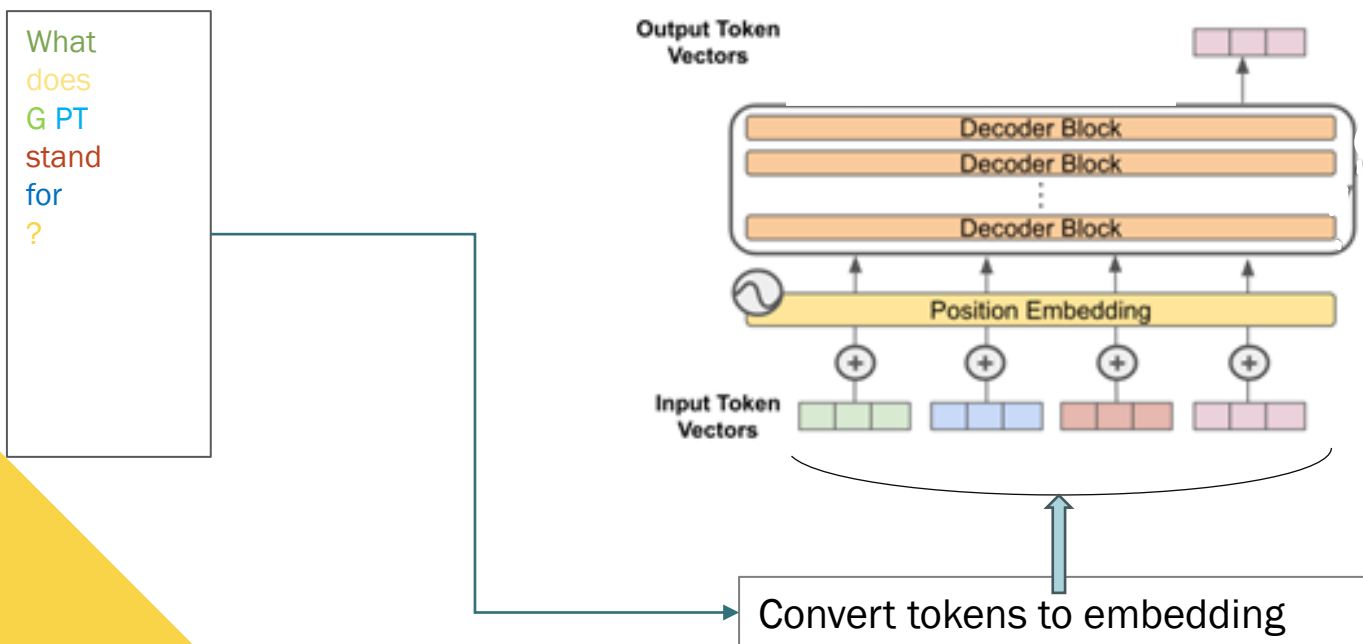 What
does
G PT
stand
for
?
Output Token
Vectors
Decoder Block
Decoder Block
Decoder Block
Position Embedding
Input Token
Vectors
Convert tokens to embedding